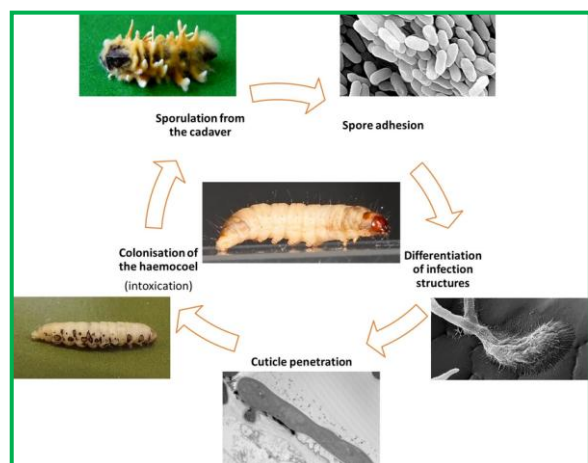 Sporulation from
the cadaver
Spore adhesion
Differentiation
of infection
structures
Cuticle penetration
Colonisation of
the haemocoel
(intoxication)